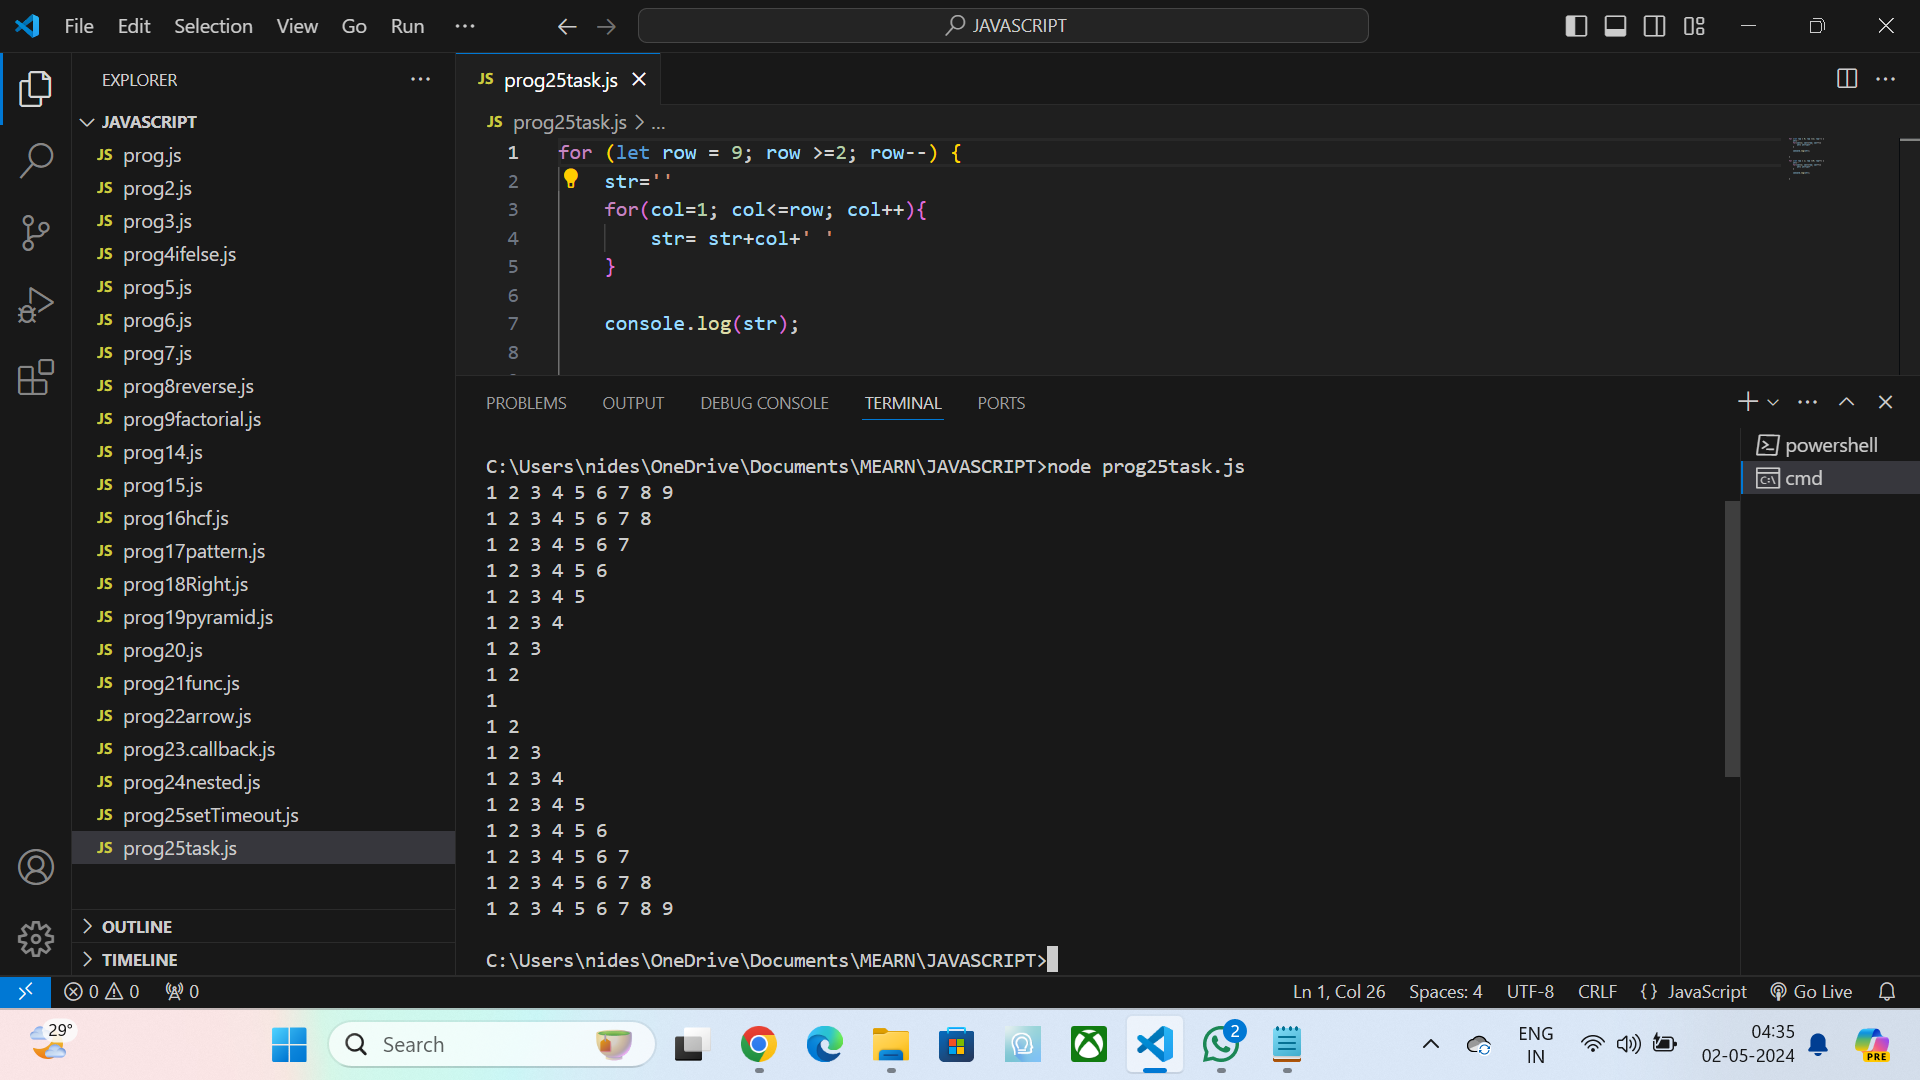 File Edit Selection View Go Run ···
JAVASCRIPT
EXPLORER
JAVASCRIPT
JS prog.js
JS prog2.js
JS prog3.js
JS prog4ifelse.js
JS prog5.js
JS prog6.js
JS prog7.js
JS prog8reverse.js
JS prog9factorial.js
JS prog14.js
JS prog15.js
JS prog16hcf.js
JS prog17pattern.js
JS prog18Right.js
JS prog19pyramid.js
JS prog20.js
JS prog21func.js
JS prog22arrow.js
JS prog23.callback.js
JS prog24nested.js
JS prog25setTimeout.js
JS prog25task.js
OUTLINE
TIMELINE
JS prog25task.js
JS prog25task.js > ...
1 for (let row = 9; row >=2; row--) {
2 str=''
3 for(col=1; col<=row; col++){
4 str= str+col+' '
5 }
6
7 console.log(str);
8
PROBLEMS OUTPUT DEBUG CONSOLE TERMINAL PORTS
powershell
cmd
C:\Users\nides\OneDrive\Documents\MEARN\JAVASCRIPT>node prog25task.js
1 2 3 4 5 6 7 8 9
1 2 3 4 5 6 7 8
1 2 3 4 5 6 7
1 2 3 4 5 6
1 2 3 4 5
1 2 3 4
1 2 3
1 2
1
1 2
1 2 3
1 2 3 4
1 2 3 4 5
1 2 3 4 5 6
1 2 3 4 5 6 7
1 2 3 4 5 6 7 8
1 2 3 4 5 6 7 8 9
C:\Users\nides\OneDrive\Documents\MEARN\JAVASCRIPT>
0 0 0 Ln 1, Col 26 Spaces: 4 UTF-8 CRLF {} JavaScript Go Live
29°
Search
2
ENG
IN
04:35
02-05-2024
PRE